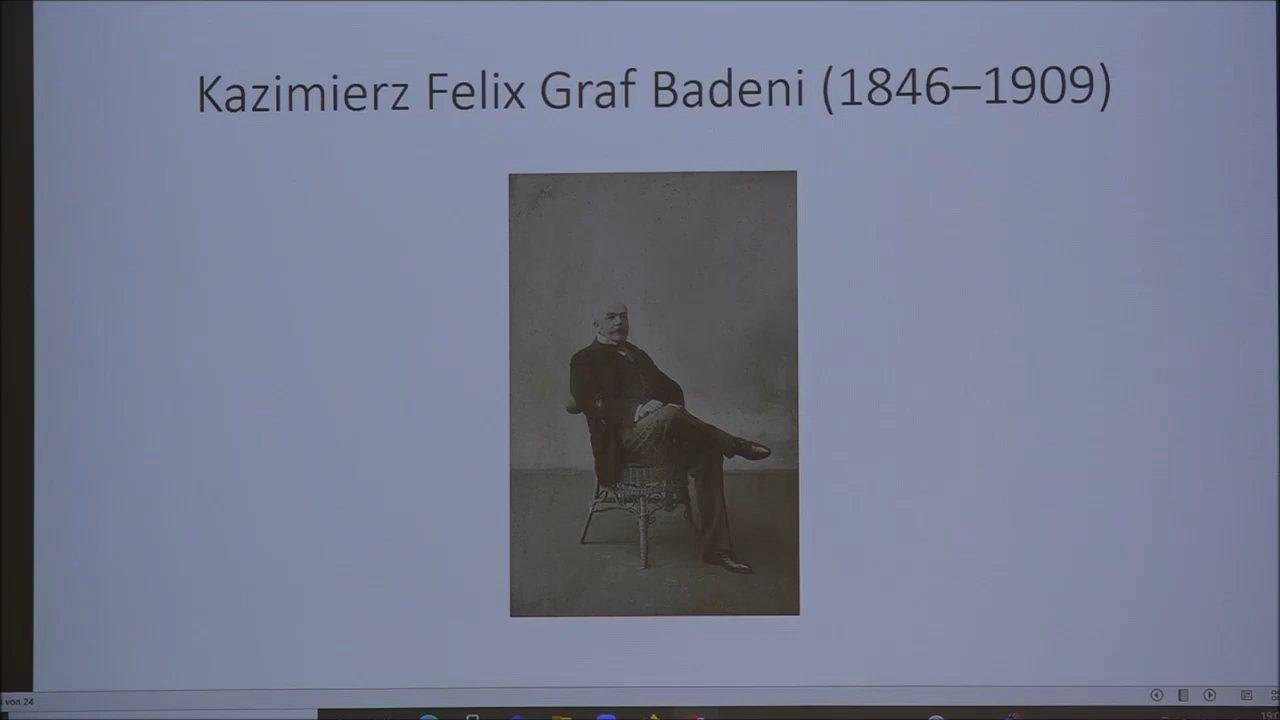 Kazimierz Felix Graf Badeni (1846–1909)
von 24